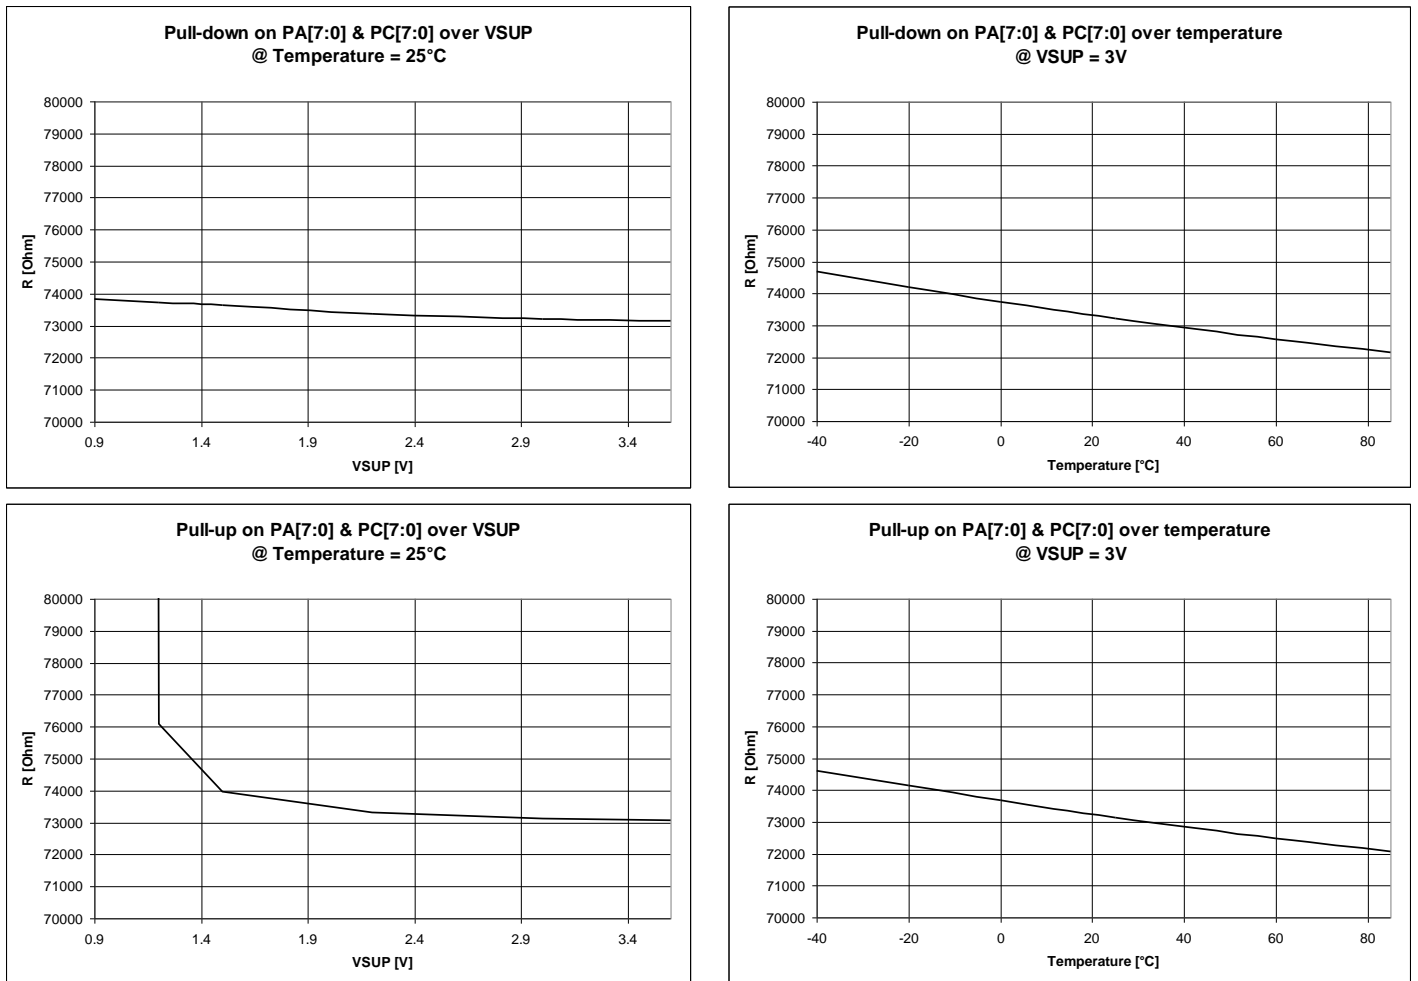 Pull-down on PA[7:0] & PC[7:0] over VSUP
@ Temperature = 25°C
80000
79000
78000
77000
76000
75000
74000
73000
72000
71000
70000
R [Ohm]
0.9 1.4 1.9 2.4 2.9 3.4
VSUP [V]
Pull-down on PA[7:0] & PC[7:0] over temperature
@ VSUP = 3V
80000
79000
78000
77000
76000
75000
74000
73000
72000
71000
70000
R [Ohm]
-40 -20 0 20 40 60 80
Temperature [°C]
Pull-up on PA[7:0] & PC[7:0] over VSUP
@ Temperature = 25°C
80000
79000
78000
77000
76000
75000
74000
73000
72000
71000
70000
R [Ohm]
0.9 1.4 1.9 2.4 2.9 3.4
VSUP [V]
Pull-up on PA[7:0] & PC[7:0] over temperature
@ VSUP = 3V
80000
79000
78000
77000
76000
75000
74000
73000
72000
71000
70000
R [Ohm]
-40 -20 0 20 40 60 80
Temperature [°C]